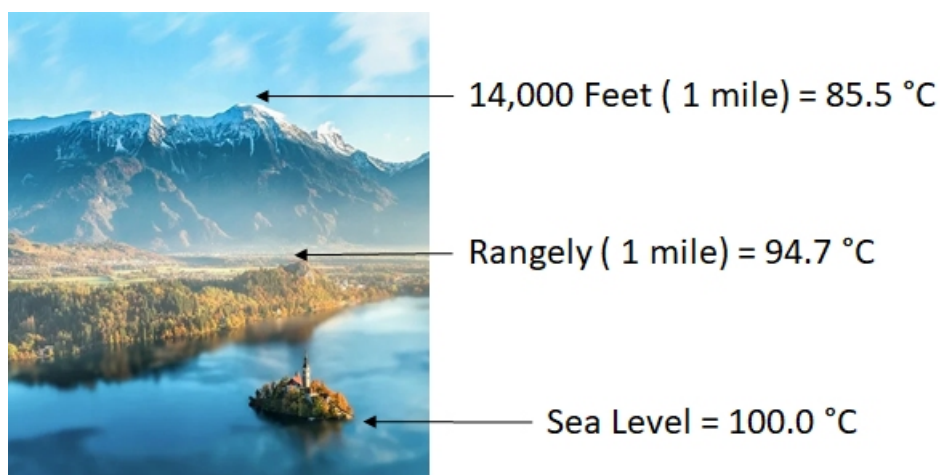 14,000 Feet ( 1 mile) = 85.5 °C
Rangely ( 1 mile) = 94.7 °C
Sea Level = 100.0 °C